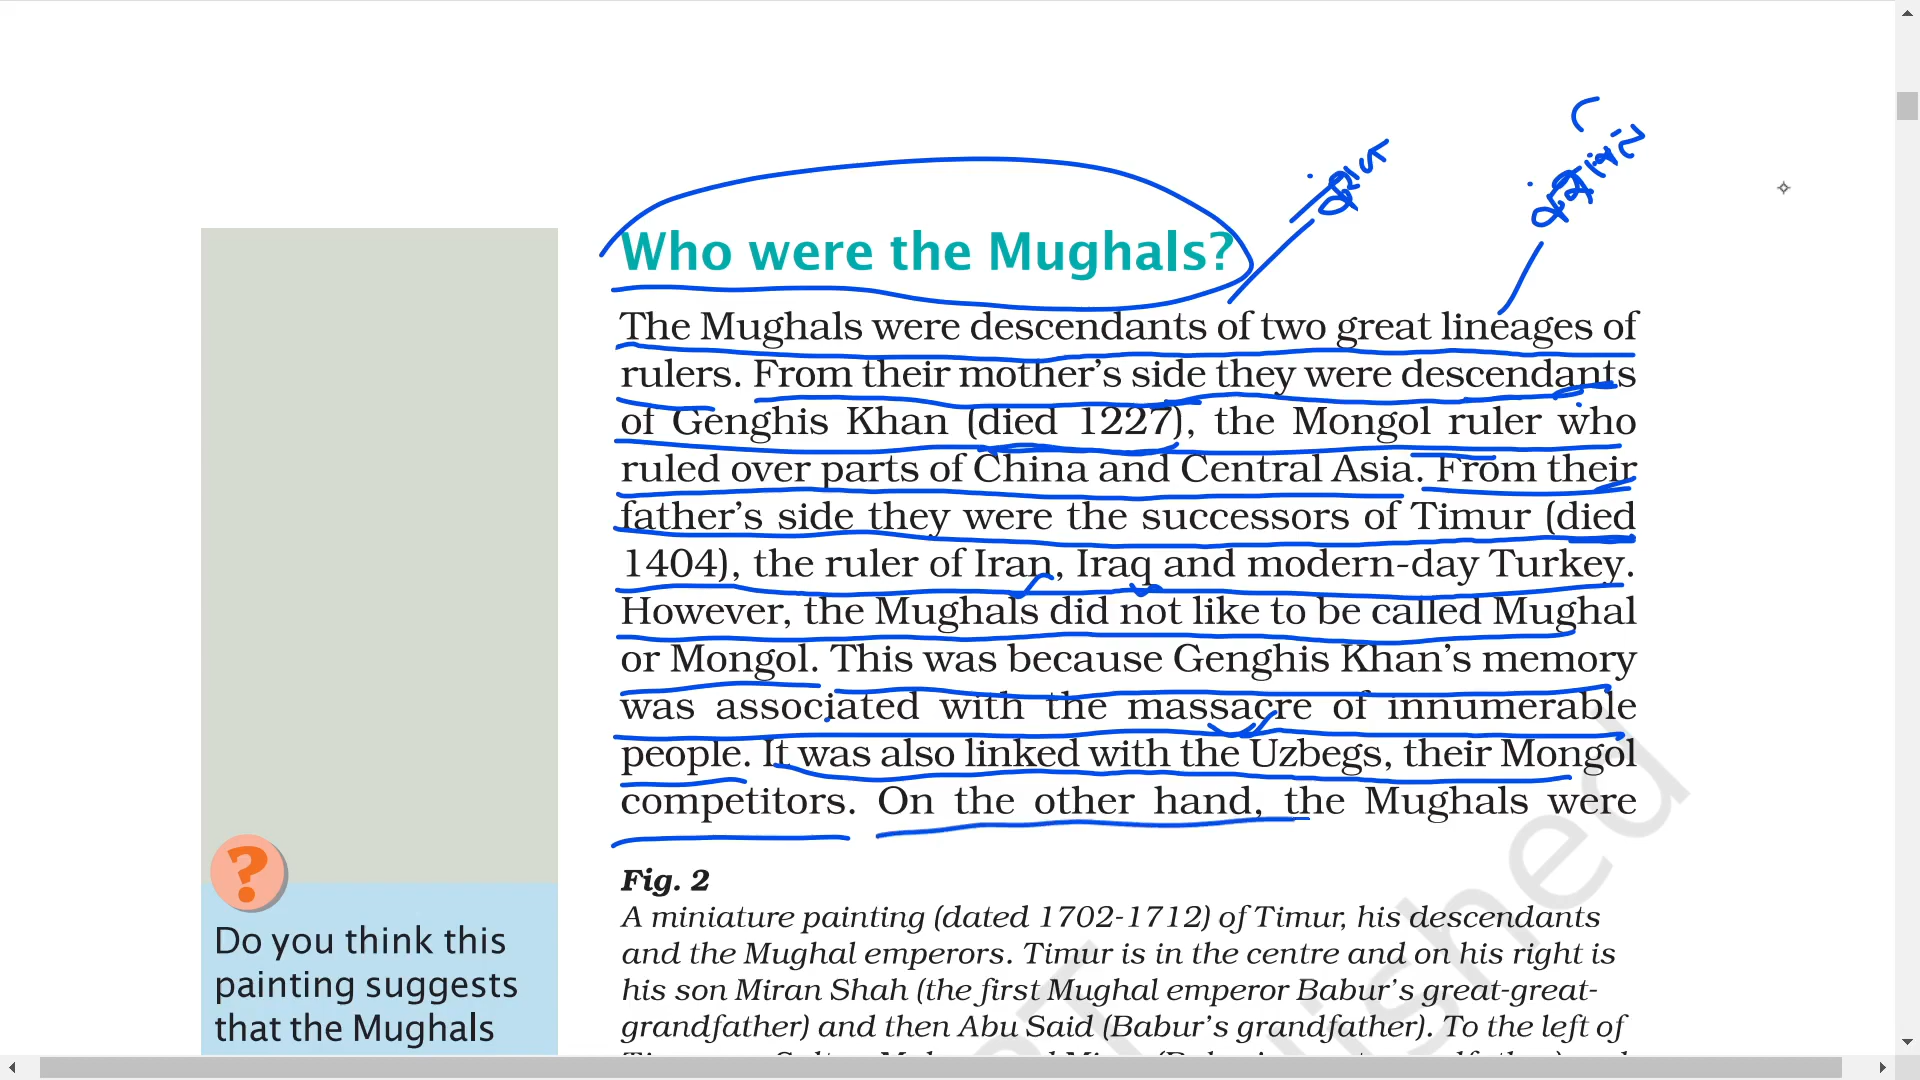 Who were the Mughals?
The Mughals were descendants of two great lineages of
rulers. From their mother's side they were descendants
of Genghis Khan (died 1227), the Mongol ruler who
ruled over parts of China and Central Asia. From their
father's side they were the successors of Timur (died
1404), the ruler of Iran, Iraq and modern-day Turkey.
However, the Mughals did not like to be called Mughal
or Mongol. This was because Genghis Khan's memory
was associated with the massacre of innumerable
people. It was also linked with the Uzbegs, their Mongol
competitors. On the other hand, the Mughals were
Fig. 2
A miniature painting (dated 1702-1712) of Timur, his descendants
and the Mughal emperors. Timur is in the centre and on his right is
his son Miran Shah (the first Mughal emperor Babur's great-great-
grandfather) and then Abu Said (Babur's grandfather). To the left of
?
Do you think this
painting suggests
that the Mughals